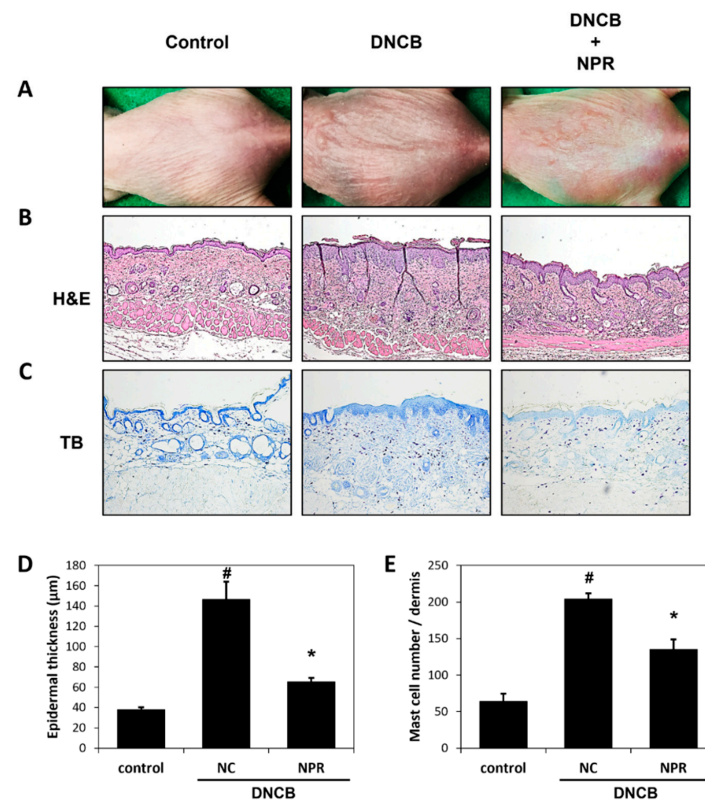 Control
DNCB
DNCB
+
NPR
A
B
H&E
C
TB
D
Epidermal thickness (μm)
180
160
140
120
100
80
60
40
20
0
#
*
control
NC
NPR
DNCB
E
Mast cell number / dermis
250
200
150
100
50
0
#
*
control
NC
NPR
DNCB